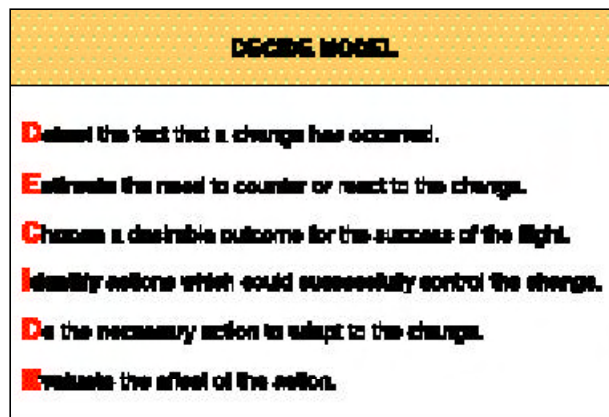 DECIDE MODEL
Detect the fact that a change has occurred.
Estimate the need to counter or react to the change.
Choose a desirable outcome for the success of the flight.
Identify actions which could successfully control the change.
Do the necessary action to adapt to the change.
Evaluate the effect of the action.